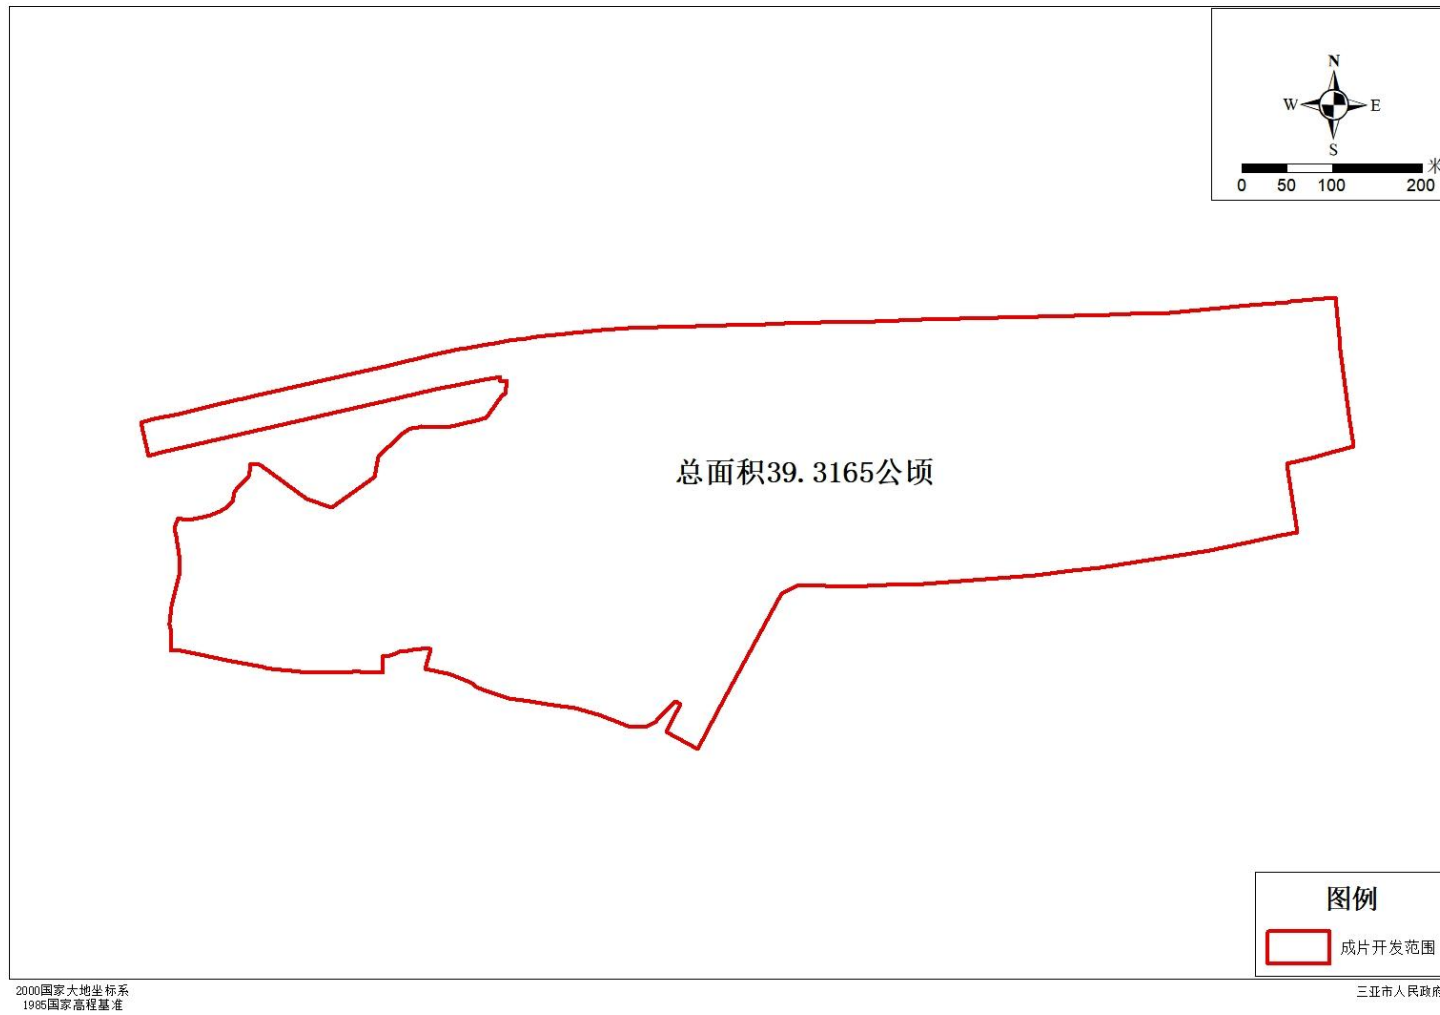 N
W E
S
米
0 50 100 200
总面积39.3165公顷
图例
成片开发范围
2000国家大地坐标系
1985国家高程基准
三亚市人民政府